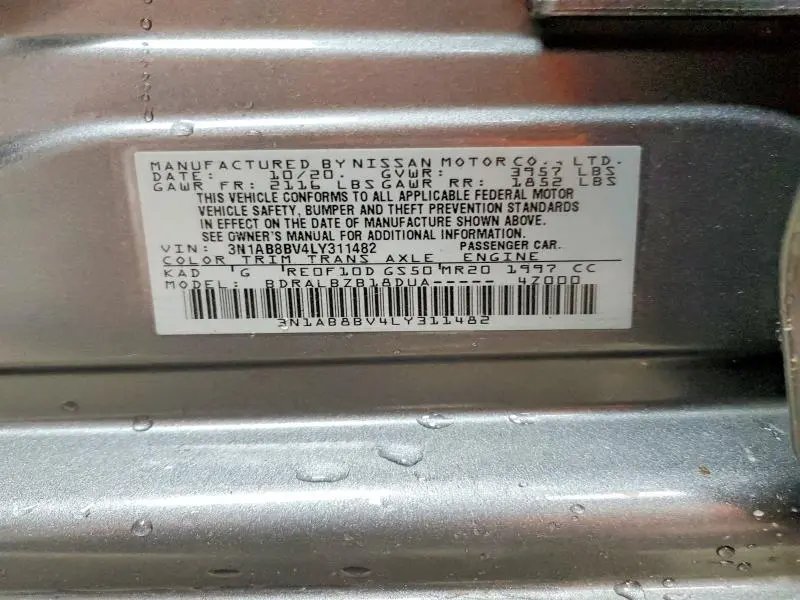 MANUFACTURED BY NISSAN MOTOR CO., LTD.
DATE: 10/20. GVWR: 3957 LBS
GAWR FR: 2116 LBS GAWR RR: 1852 LBS
THIS VEHICLE CONFORMS TO ALL APPLICABLE FEDERAL MOTOR
VEHICLE SAFETY, BUMPER AND THEFT PREVENTION STANDARDS
IN EFFECT ON THE DATE OF MANUFACTURE SHOWN ABOVE.
SEE OWNER'S MANUAL FOR ADDITIONAL INFORMATION.
VIN: 3N1AB8BV4LY311482 PASSENGER CAR.
COLOR TRIM TRANS AXLE ENGINE
KAD G RE0F10D GS50 MR20 1997 CC
MODEL: BDRALBZB18DUA----- 4Z000
3N1AB8BV4LY311482